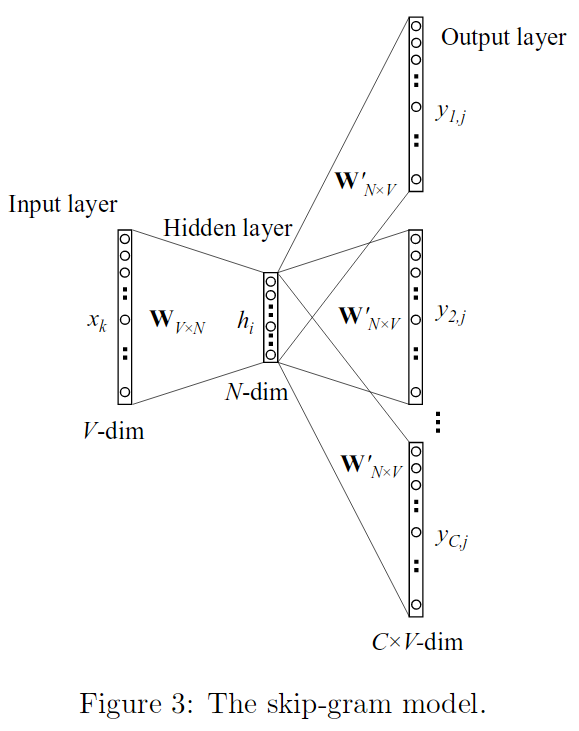 Output layer
y1,j
W′N×V
Input layer
Hidden layer
xk
WV×N
hi
W′N×V
y2,j
N-dim
V-dim
W′N×V
yC,j
C×V-dim
Figure 3: The skip-gram model.